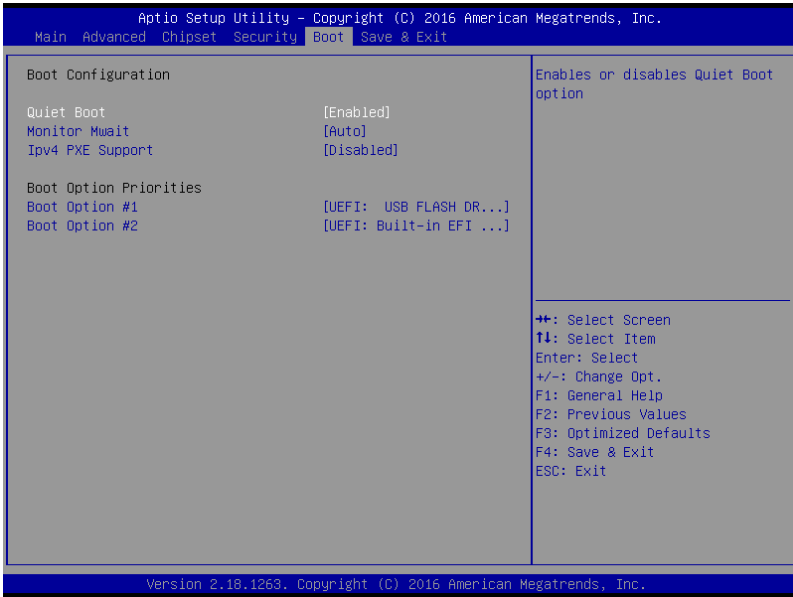 Aptio Setup Utility – Copyright (C) 2016 American Megatrends, Inc.
Main Advanced Chipset Security Boot Save & Exit
Boot Configuration
Quiet Boot [Enabled]
Monitor Mwait [Auto]
Ipv4 PXE Support [Disabled]
Boot Option Priorities
Boot Option #1 [UEFI: USB FLASH DR...]
Boot Option #2 [UEFI: Built-in EFI ...]
Enables or disables Quiet Boot
option
→←: Select Screen
↑↓: Select Item
Enter: Select
+/-: Change Opt.
F1: General Help
F2: Previous Values
F3: Optimized Defaults
F4: Save & Exit
ESC: Exit
Version 2.18.1263. Copyright (C) 2016 American Megatrends, Inc.